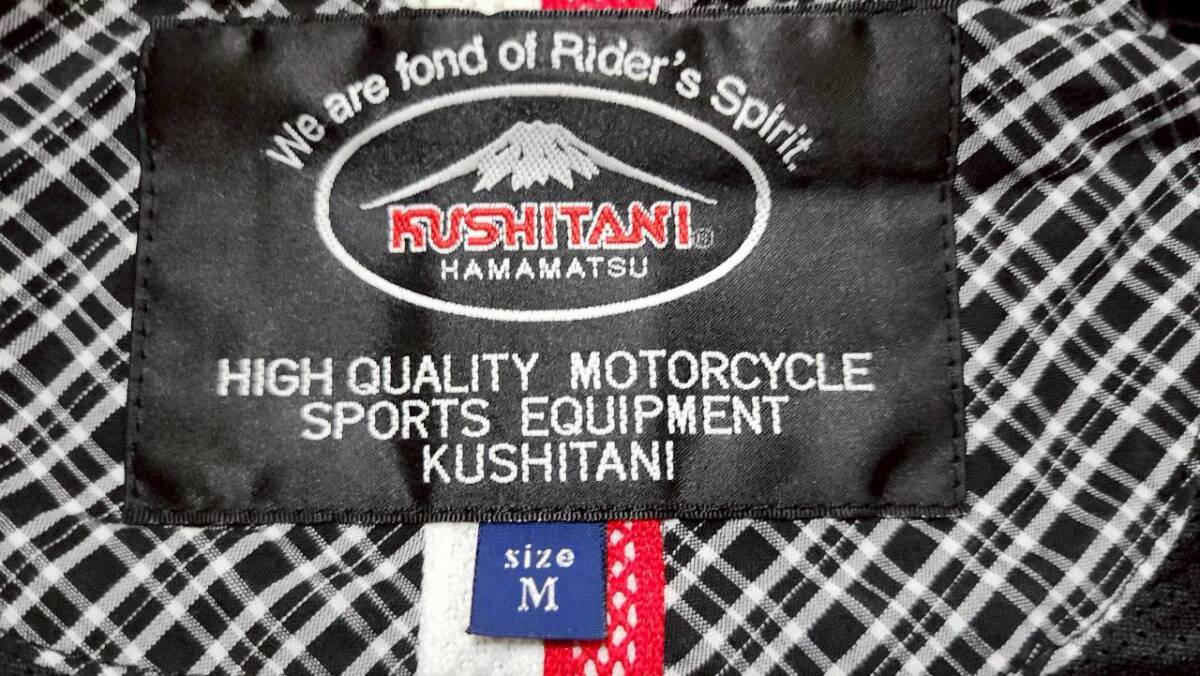 We are fond of Rider's Spirit.
KUSHITANI®
HAMAMATSU
HIGH QUALITY MOTORCYCLE
SPORTS EQUIPMENT
KUSHITANI
size
M